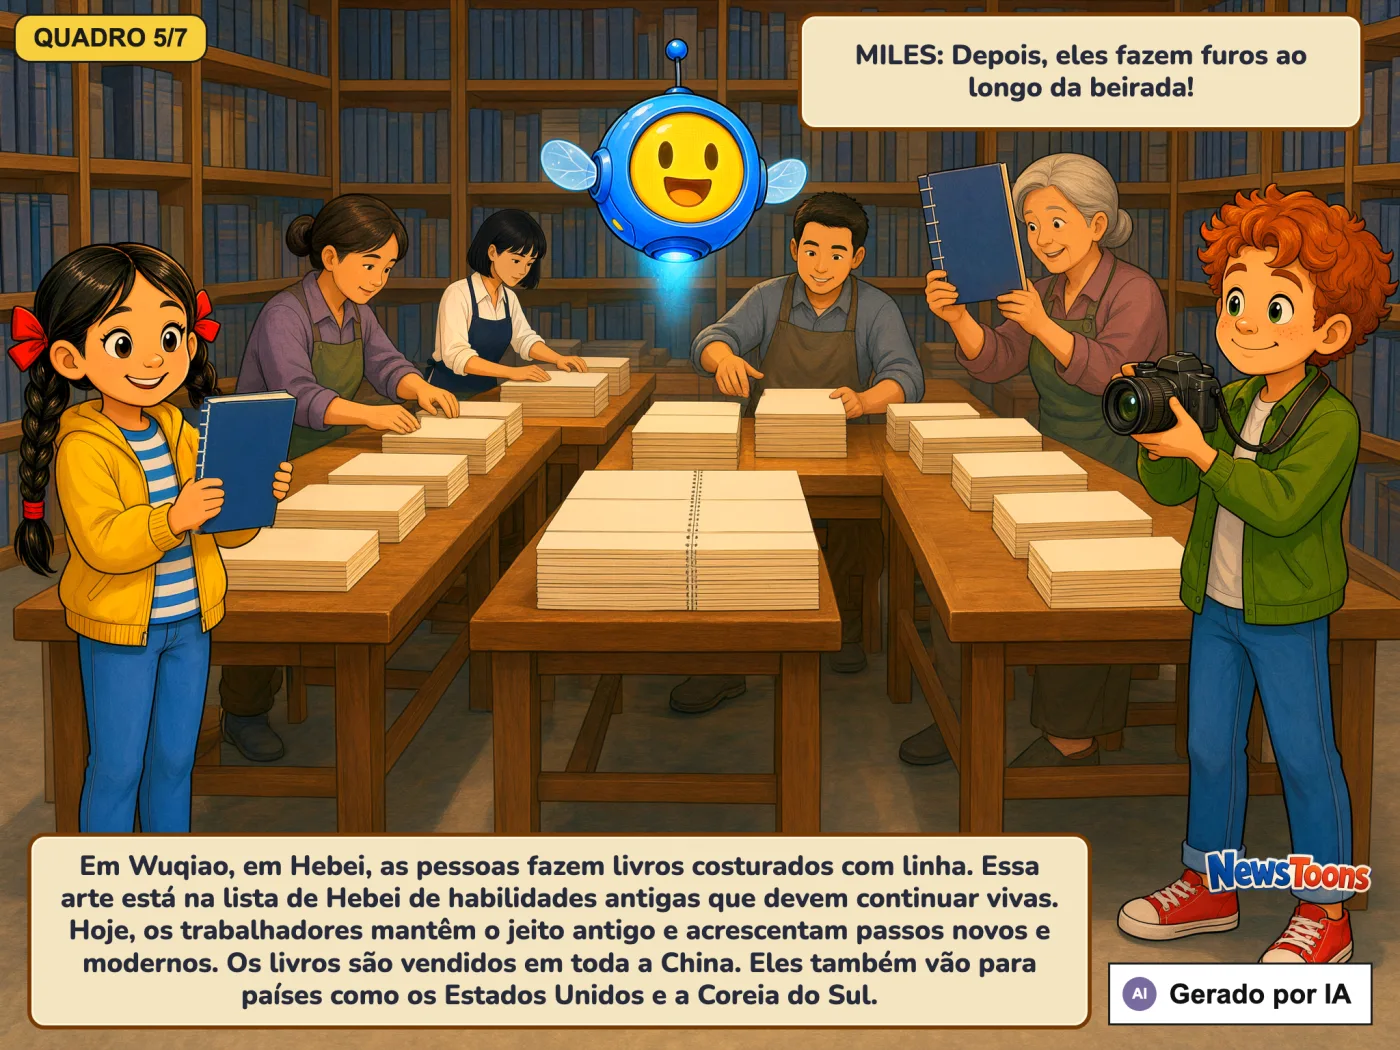 QUADRO 5/7
MILES: Depois, eles fazem furos ao
longo da beirada!
Em Wuqiao, em Hebei, as pessoas fazem livros costurados com linha. Essa
arte está na lista de Hebei de habilidades antigas que devem continuar vivas.
Hoje, os trabalhadores mantêm o jeito antigo e acrescentam passos novos e
modernos. Os livros são vendidos em toda a China. Eles também vão para
países como os Estados Unidos e a Coreia do Sul.
NEWSTOONS
AI Gerado por IA